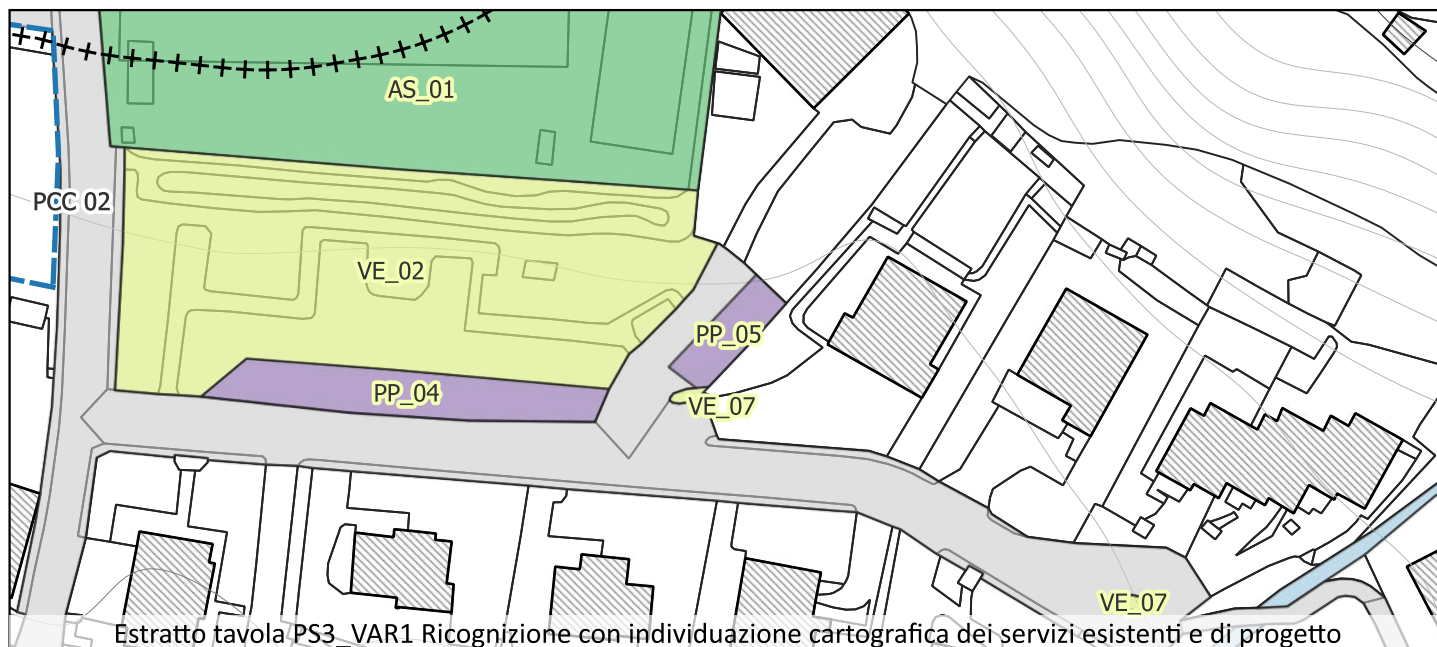 AS_01
PCC 02
VE_02
PP_05
PP_04
VE_07
VE_07
Estratto tavola PS3_VAR1 Ricognizione con individuazione cartografica dei servizi esistenti e di progetto